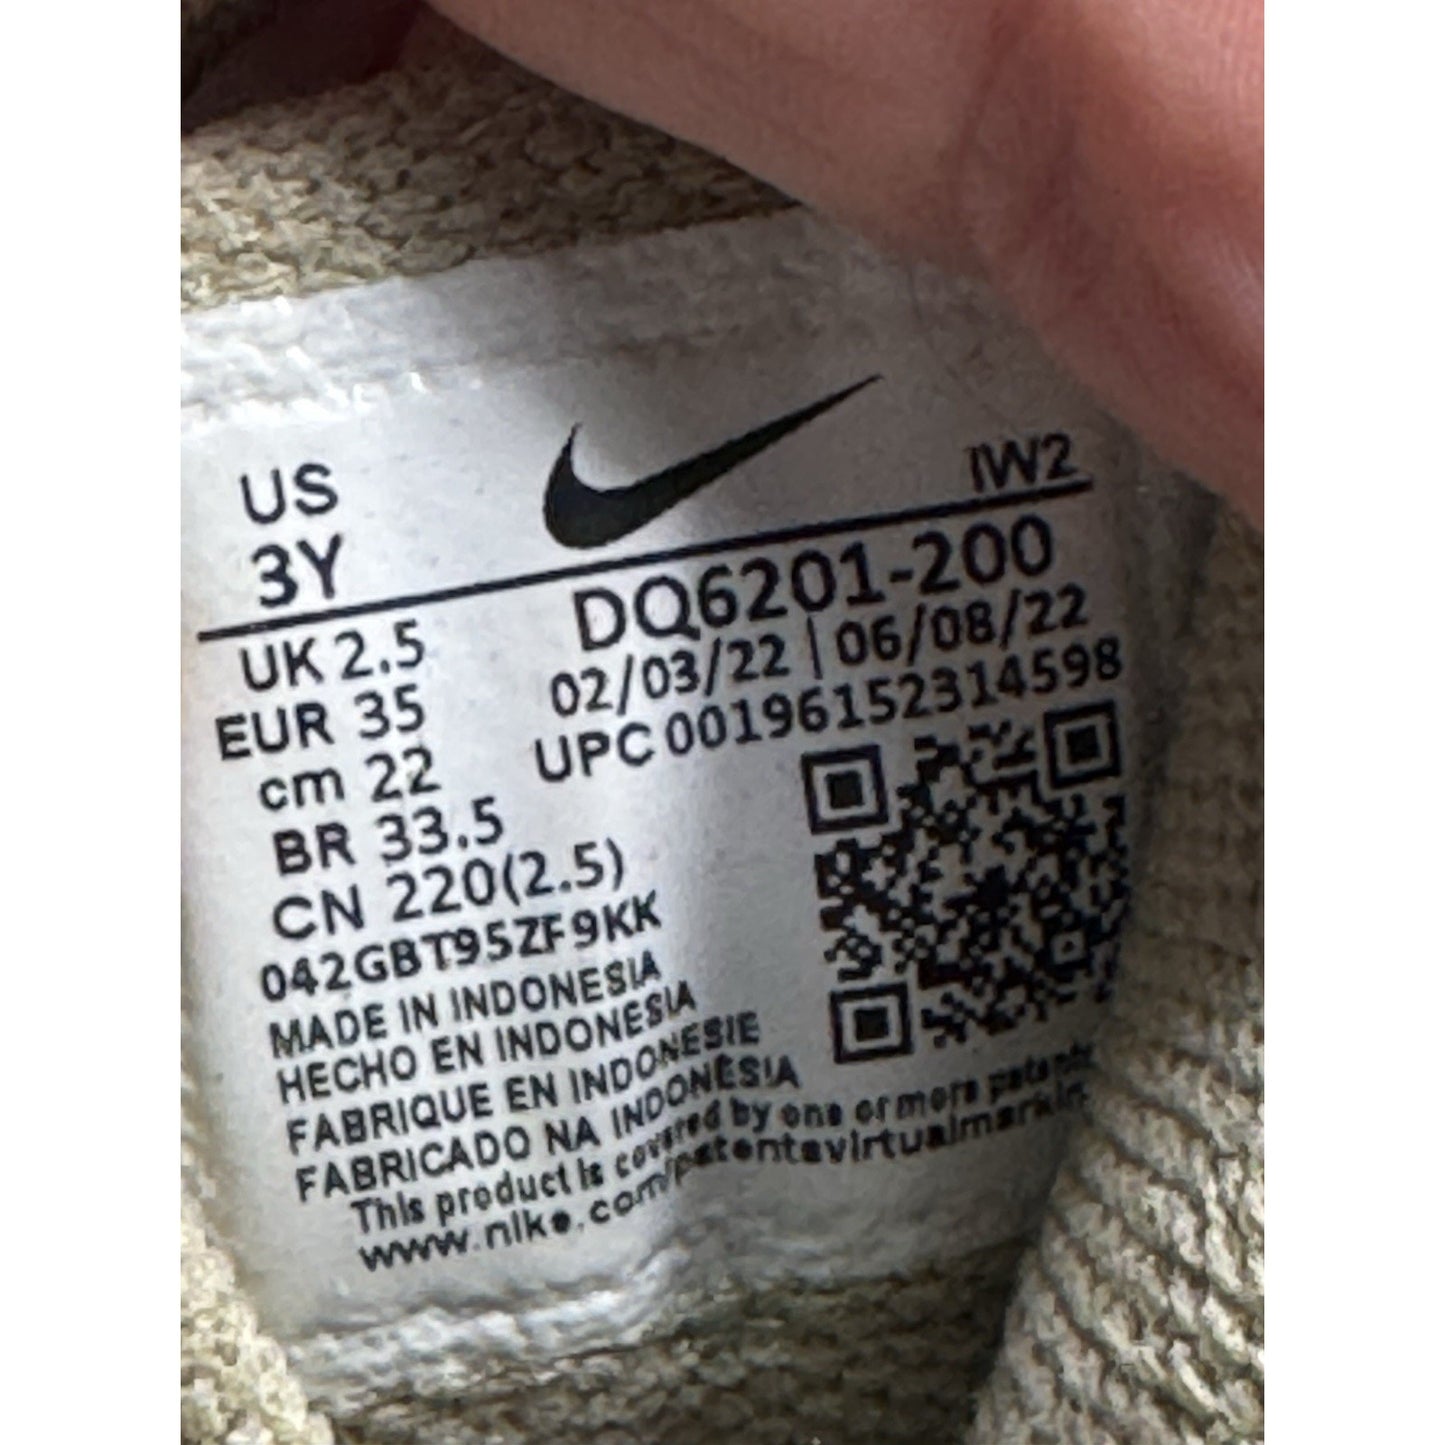 US
3Y
IW2
UK 2.5
EUR 35
cm 22
BR 33.5
CN 220(2.5)
DQ6201-200
02/03/22 | 06/08/22
UPC 00196152314598
042GBT95ZF9KK
MADE IN INDONESIA
HECHO EN INDONESIA
FABRIQUE EN INDONESIE
FABRICADO NA INDONÉSIA
This product is covered by one or more patents
www.nike.com/patentsvirtualmarkin